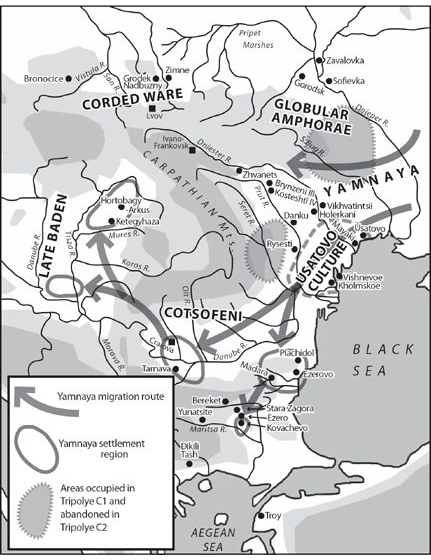 Pripet
Marshes
Zavalovka
Bronocice
Vistula R.
San R.
Grodek
Nadbuzny
Zimne
Gorodsk
Sofievka
CORDED WARE
Lvov
GLOBULAR
AMPHORAE
Dnieper R.
S. Bug R.
Ivano-
Frankovsk
Dniester R.
CARPATHIAN MTS.
Zhvanets
YAMNAYA
Brynzeni III
Kosteshti IV
Prut R.
Seret R.
Hortobagy
Arkus
Ketegyhaza
Danku
Vikhvatintsii
Holerkani
Mayaki
Usatovo
Mures R.
LATE BADEN
Danube R.
Tisza R.
Rysesti
USATOVO
CULTURE
Koros R.
Vishnevoe
Kholmskoe
Olt R.
COTSOFENI
Craiova
Danube R.
Morava R.
Tarnava
Plachidol
Madara
Ezerovo
BLACK
SEA
Bereket
Yunatsite
Maritsa R.
Stara Zagora
Ezero
Kovachevo
Dikili
Tash
Troy
AEGEAN
SEA
Yamnaya migration route
Yamnaya settlement
region
Areas occupied in
Tripolye C1 and
abandoned in
Tripolye C2